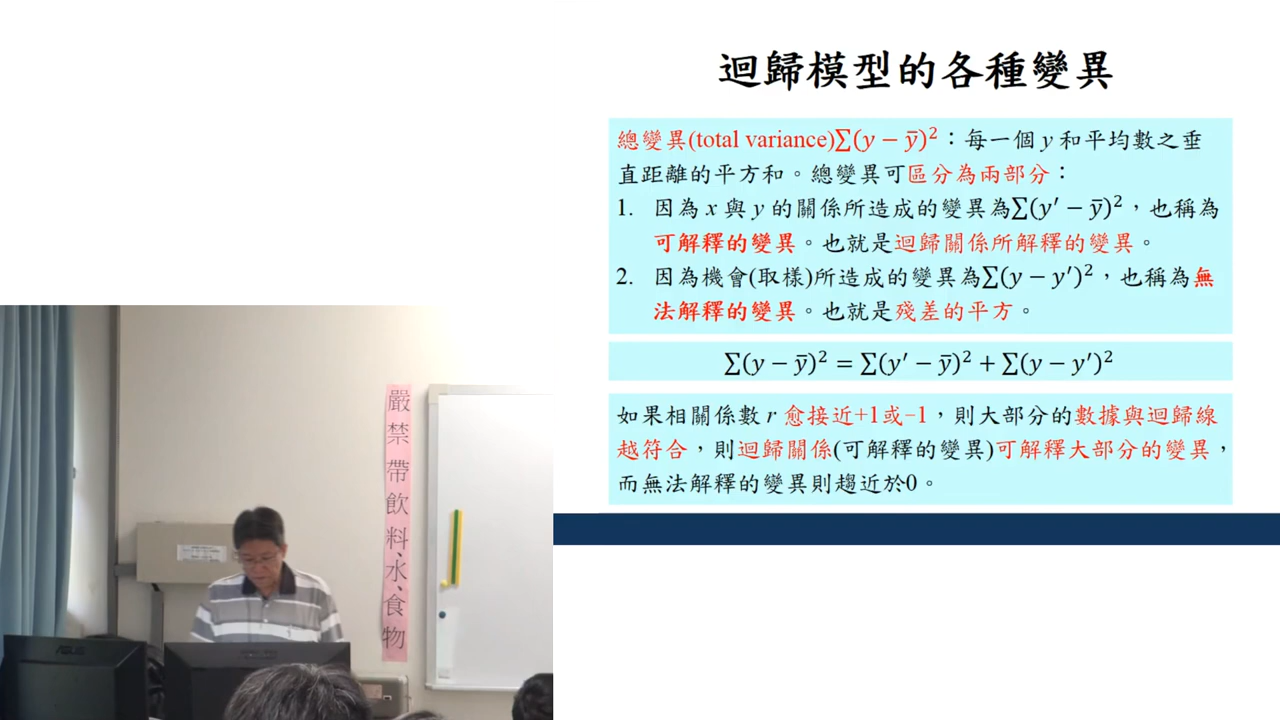 迴歸模型的各種變異
總變異(total variance)∑(y − ȳ)²：每一個 y 和平均數之垂
直距離的平方和。總變異可區分為兩部分：
1. 因為 x 與 y 的關係所造成的變異為∑(y′ − ȳ)²，也稱為
可解釋的變異。也就是迴歸關係所解釋的變異。
2. 因為機會(取樣)所造成的變異為∑(y − y′)²，也稱為無
法解釋的變異。也就是殘差的平方。
∑(y − ȳ)² = ∑(y′ − ȳ)² + ∑(y − y′)²
如果相關係數 r 愈接近+1或−1，則大部分的數據與迴歸線
越符合，則迴歸關係(可解釋的變異)可解釋大部分的變異，
而無法解釋的變異則趨近於0。
嚴禁帶飲料、水、食物
ASUS